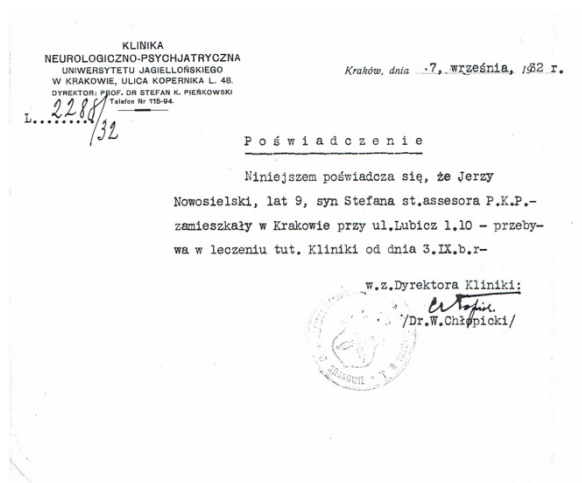 KLINIKA
NEUROLOGICZNO-PSYCHJATRYCZNA
UNIWERSYTETU JAGIELLOŃSKIEGO
W KRAKOWIE, ULICA KOPERNIKA L. 48.
DYREKTOR: PROF. DR STEFAN K. PIEŃKOWSKI
Telefon Nr 115-94.
L. 2288/32
Kraków, dnia 7, września, 1932 r.
Poświadczenie
Niniejszem poświadcza się, że Jerzy
Nowosielski, lat 9, syn Stefana st.assesora P.K.P.-
zamieszkały w Krakowie przy ul.Lubicz l.10 - przeby-
wa w leczeniu tut. Kliniki od dnia 3.IX.b.r-
w.z.Dyrektora Kliniki:
/Dr.W.Chłopicki/
KRAKOWIE